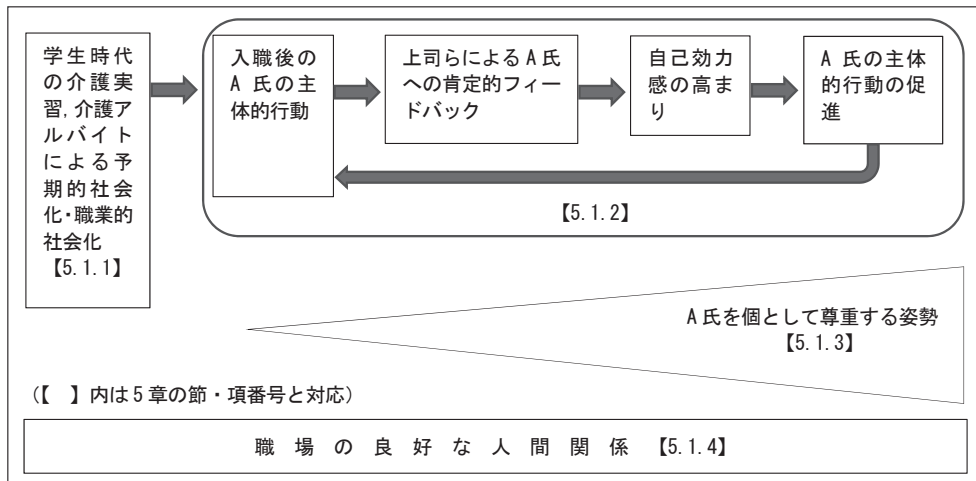 学生時代
の介護実
習,介護ア
ルバイト
による予
期的社会
化・職業的
社会化
【5.1.1】
入職後の
A 氏の主
体的行動
上司らによるA氏
への肯定的フィー
ドバック
自己効力
感の高ま
り
A 氏の主体
的行動の促
進
【5.1.2】
A氏を個として尊重する姿勢
【5.1.3】
(【 】内は5章の節・項番号と対応)
職場の良好な人間関係 【5.1.4】